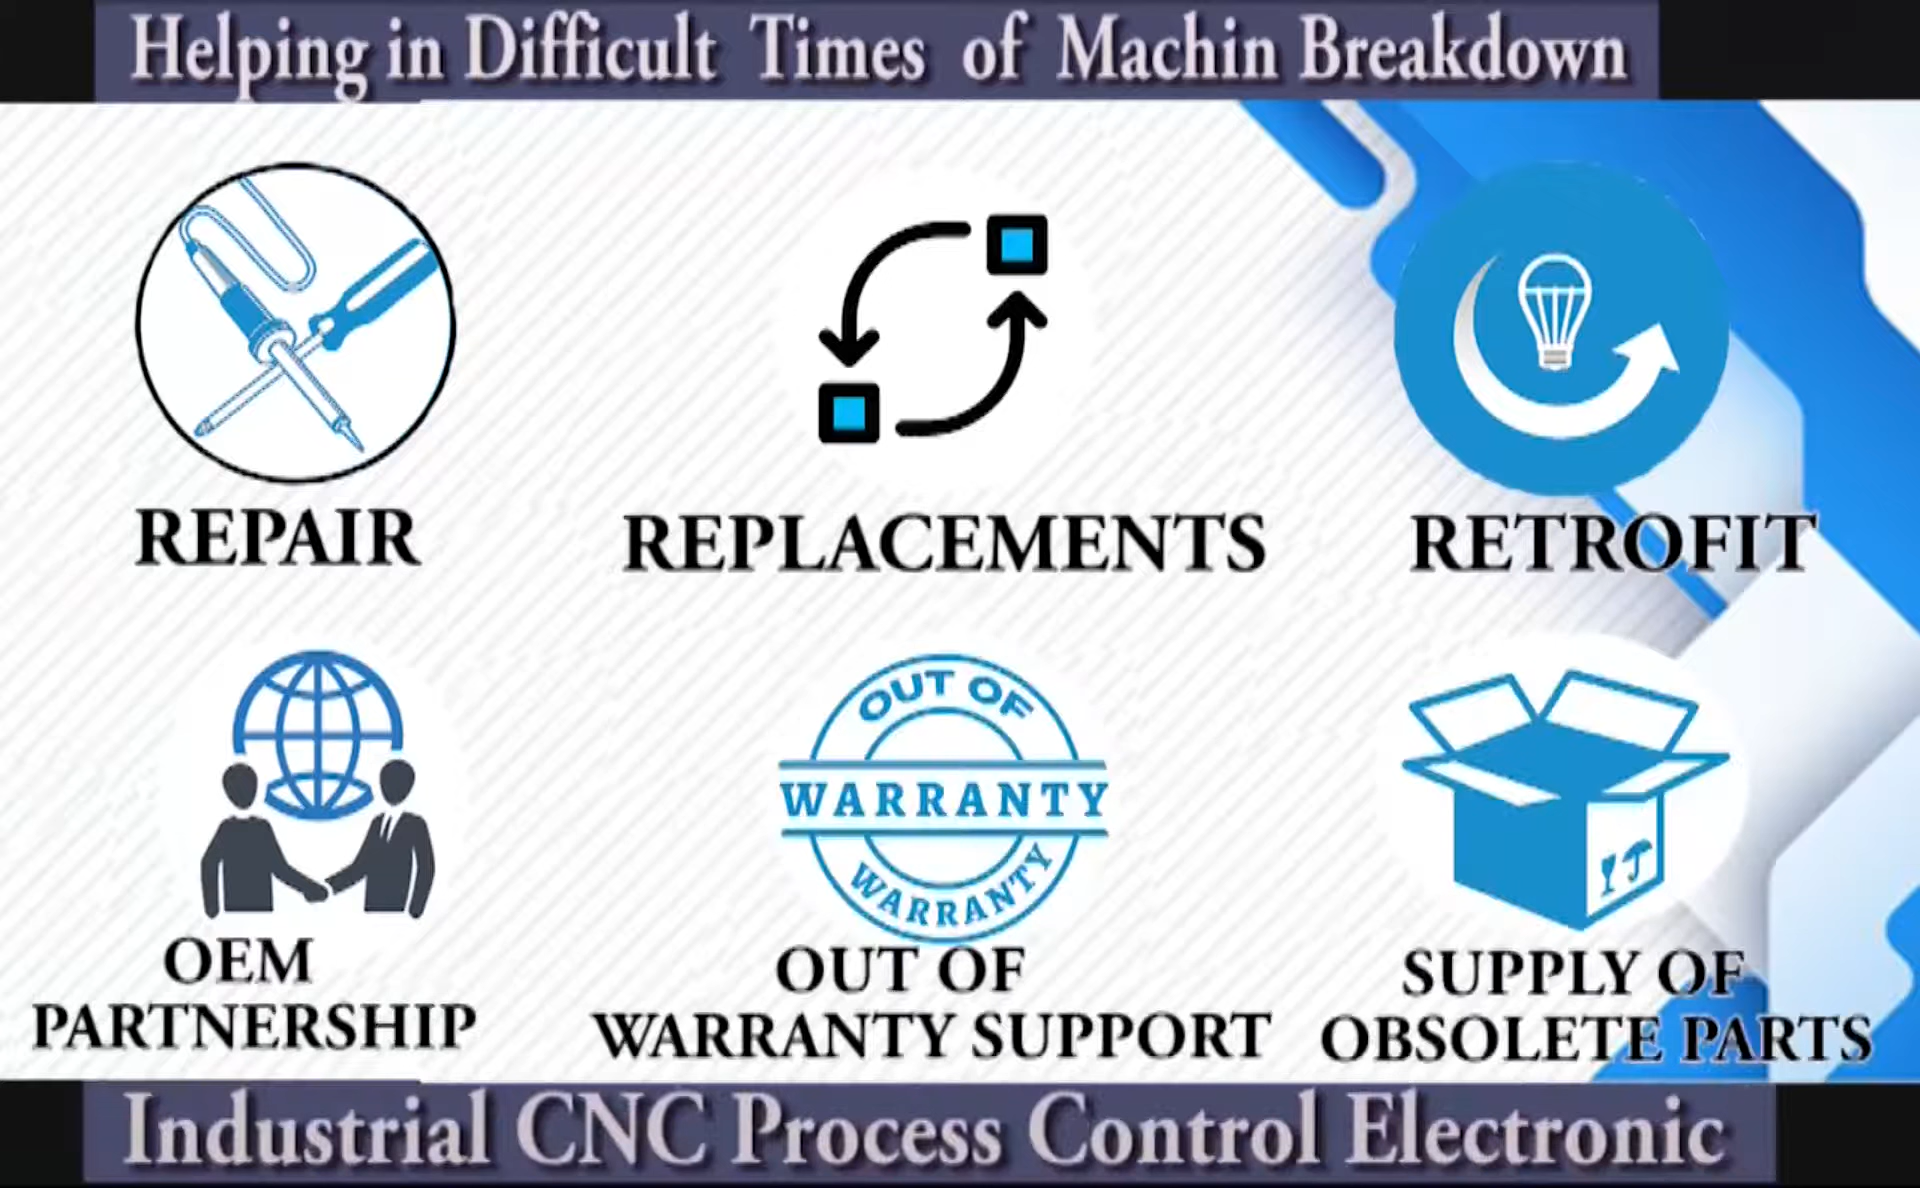 Helping in Difficult Times of Machin Breakdown
REPAIR
REPLACEMENTS
RETROFIT
OUT OF
WARRANTY
WARRANTY
OEM
PARTNERSHIP
OUT OF
WARRANTY SUPPORT
SUPPLY OF
OBSOLETE PARTS
Industrial CNC Process Control Electronic